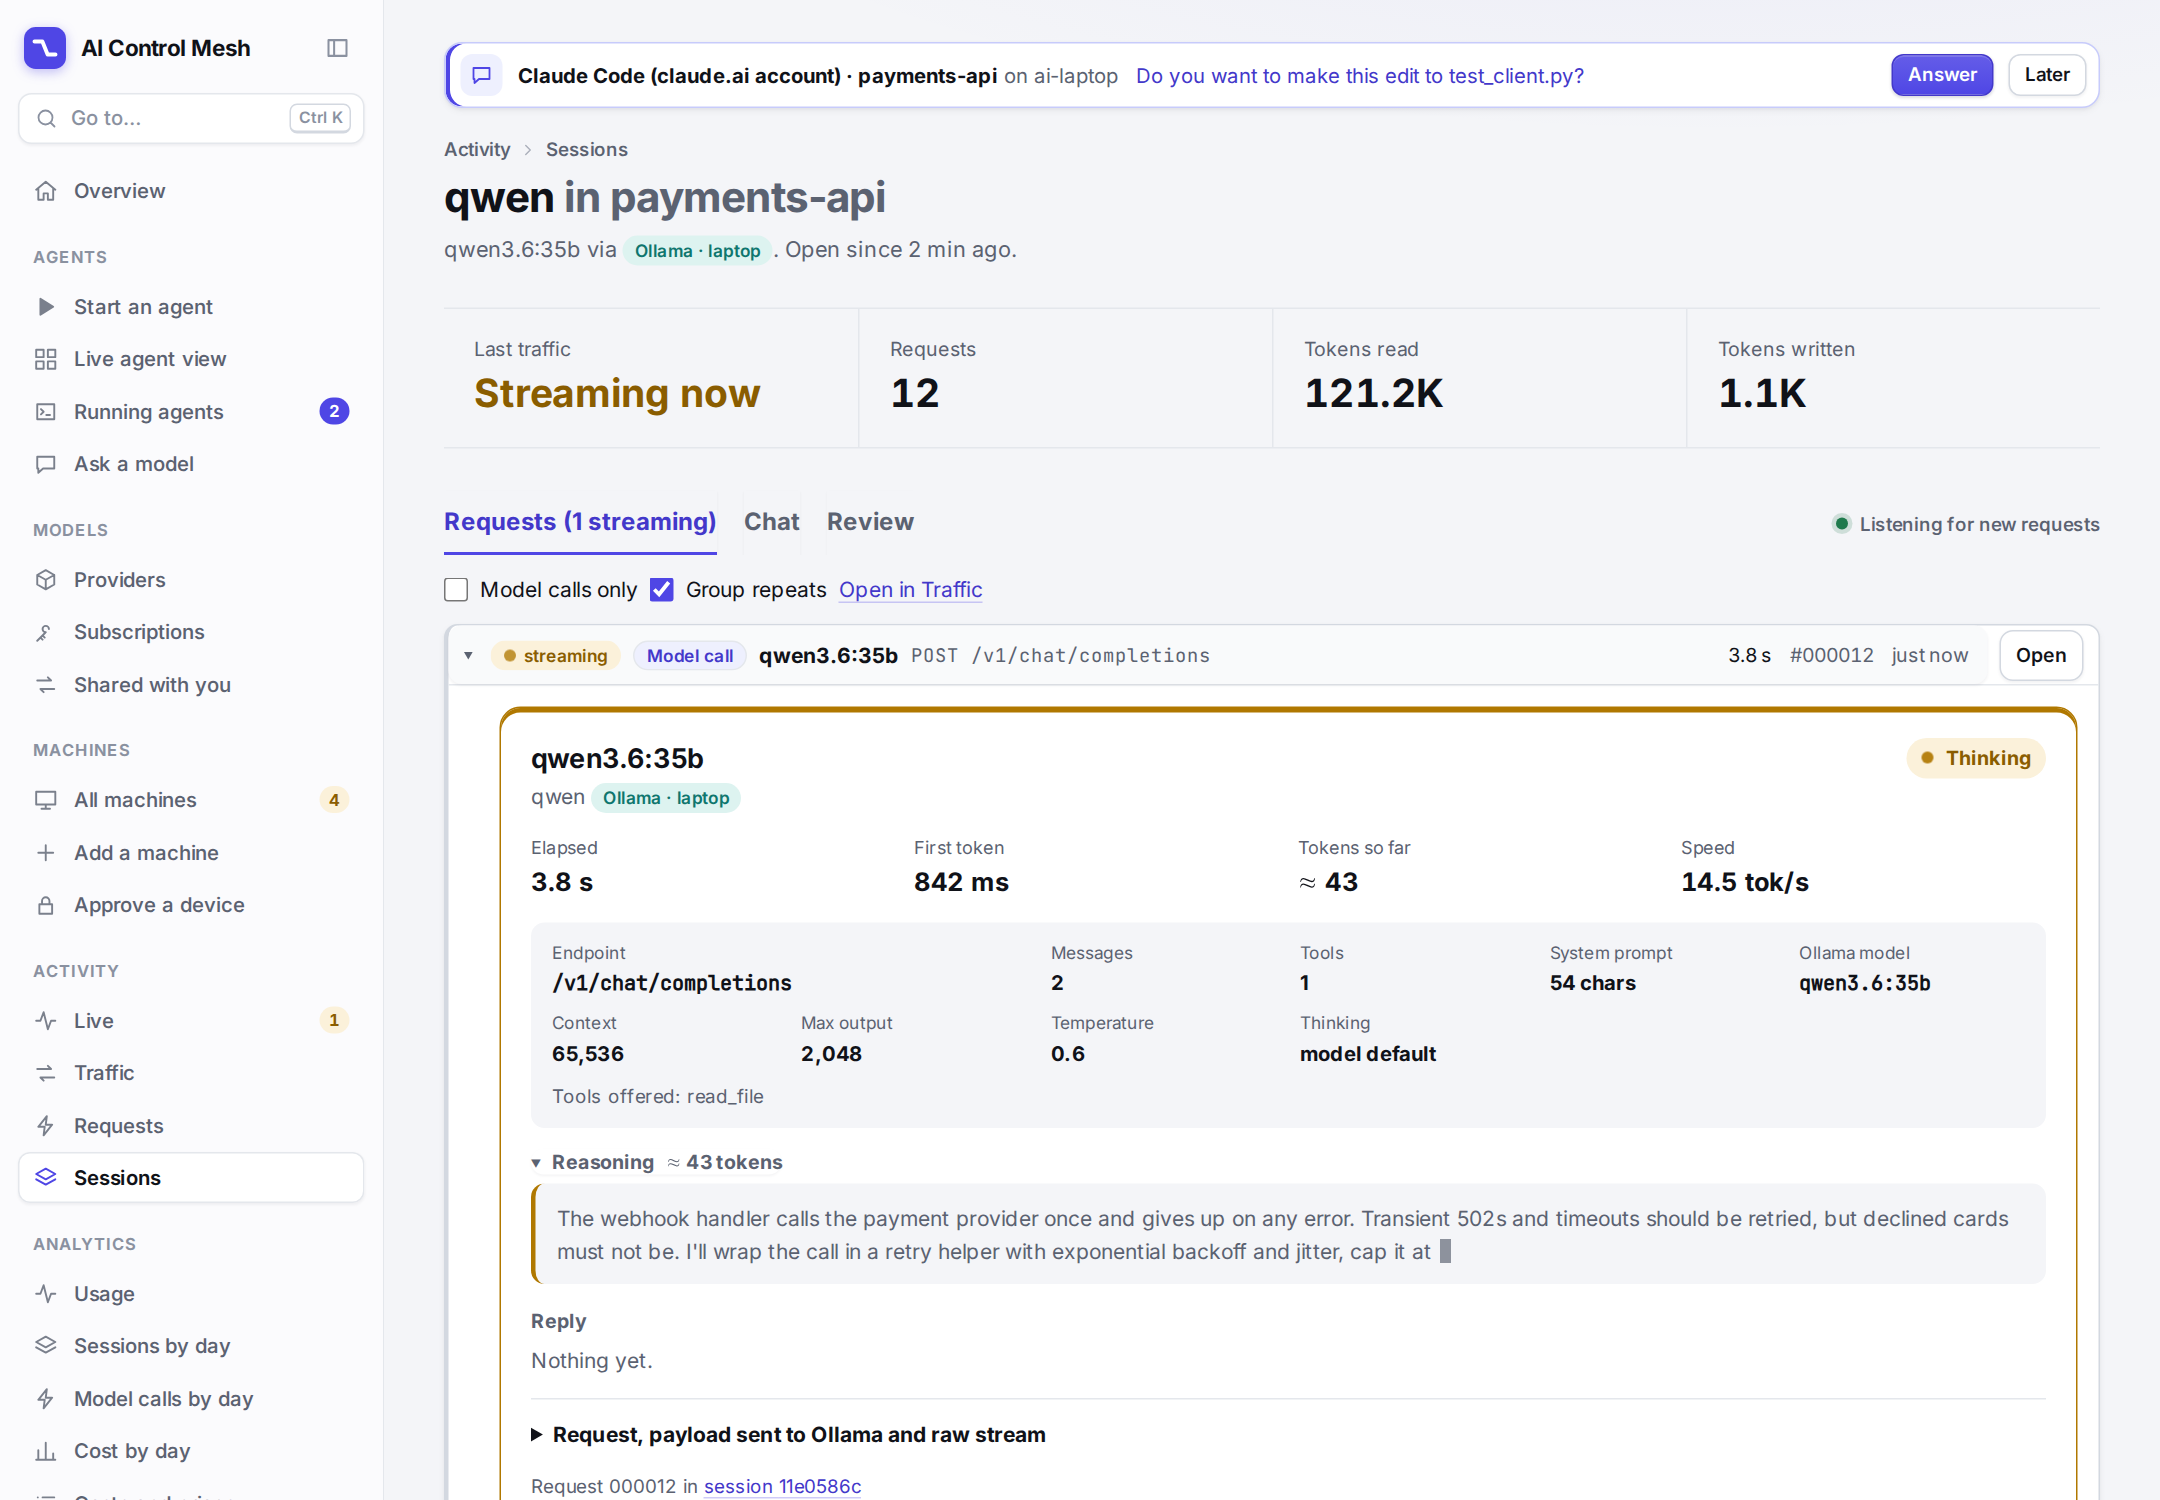 AI Control Mesh
Go to...
Ctrl K
Overview
AGENTS
Start an agent
Live agent view
Running agents 2
Ask a model
MODELS
Providers
Subscriptions
Shared with you
MACHINES
All machines 4
Add a machine
Approve a device
ACTIVITY
Live 1
Traffic
Requests
Sessions
ANALYTICS
Usage
Sessions by day
Model calls by day
Cost by day
Claude Code (claude.ai account) · payments-api on ai-laptop Do you want to make this edit to test_client.py? Answer Later
Activity > Sessions
qwen in payments-api
qwen3.6:35b via Ollama · laptop. Open since 2 min ago.
Last traffic Requests Tokens read Tokens written
Streaming now 12 121.2K 1.1K
Requests (1 streaming) Chat Review Listening for new requests
Model calls only Group repeats Open in Traffic
streaming Model call qwen3.6:35b POST /v1/chat/completions 3.8 s #000012 just now Open
qwen3.6:35b Thinking
qwen Ollama · laptop
Elapsed First token Tokens so far Speed
3.8 s 842 ms ≈ 43 14.5 tok/s
Endpoint Messages Tools System prompt Ollama model
/v1/chat/completions 2 1 54 chars qwen3.6:35b
Context Max output Temperature Thinking
65,536 2,048 0.6 model default
Tools offered: read_file
Reasoning ≈ 43 tokens
The webhook handler calls the payment provider once and gives up on any error. Transient 502s and timeouts should be retried, but declined cards
must not be. I'll wrap the call in a retry helper with exponential backoff and jitter, cap it at
Reply
Nothing yet.
Request, payload sent to Ollama and raw stream
Request 000012 in session 11e0586c